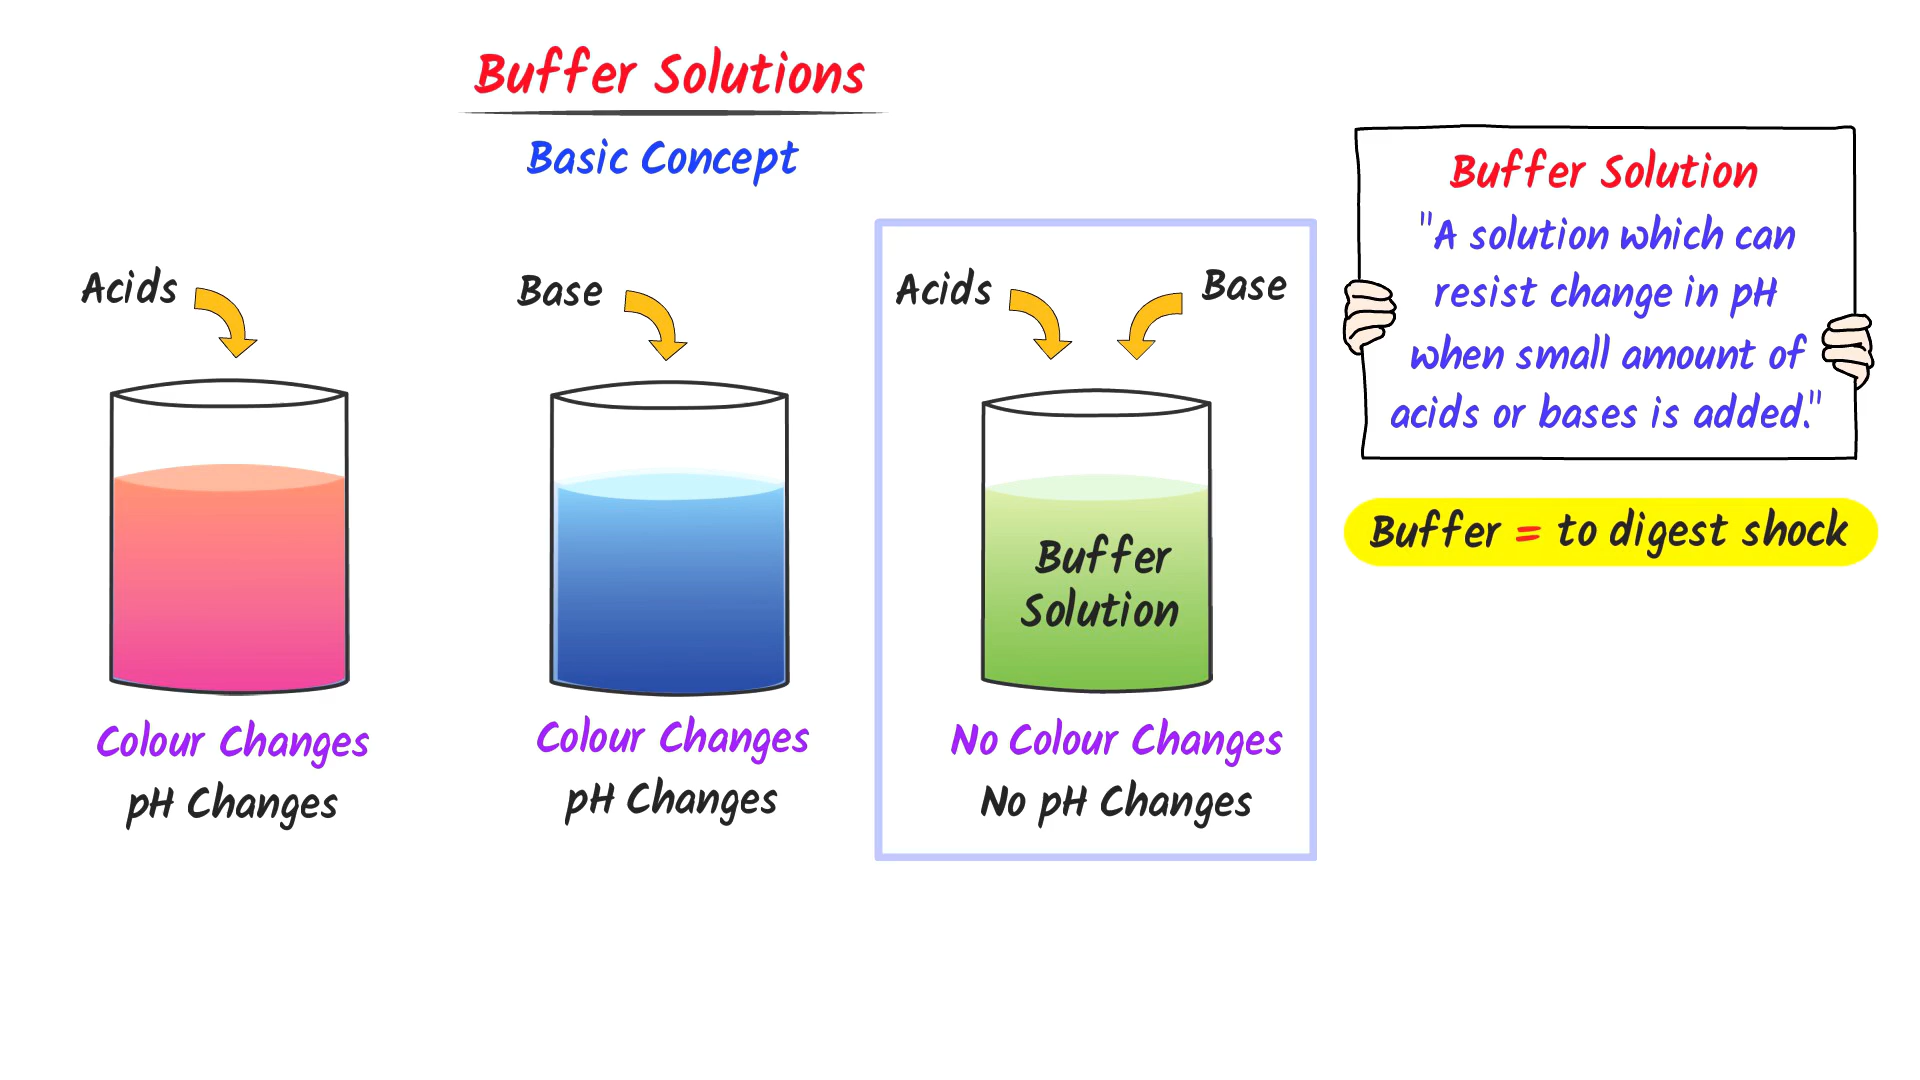 Buffer Solutions
Basic Concept
Acids
Colour Changes
pH Changes
Base
Colour Changes
pH Changes
Acids
Base
Buffer
Solution
No Colour Changes
No pH Changes
Buffer Solution
"A solution which can
resist change in pH
when small amount of
acids or bases is added."
Buffer = to digest shock